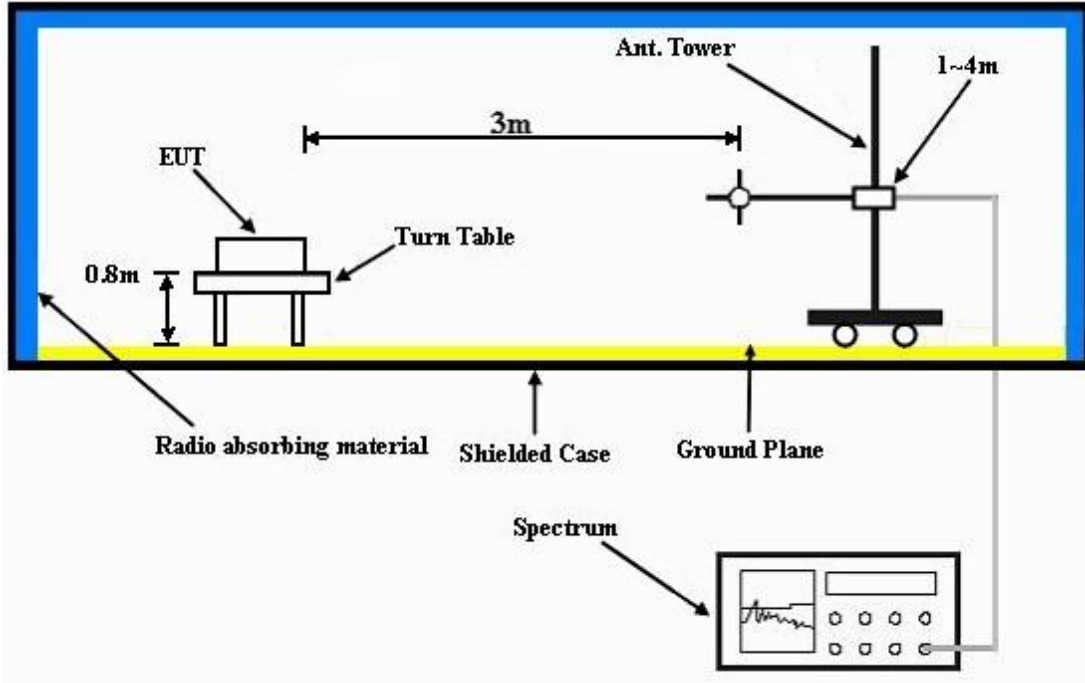 Ant. Tower
1~4m
3m
EUT
Turn Table
0.8m
Radio absorbing material
Shielded Case
Ground Plane
Spectrum